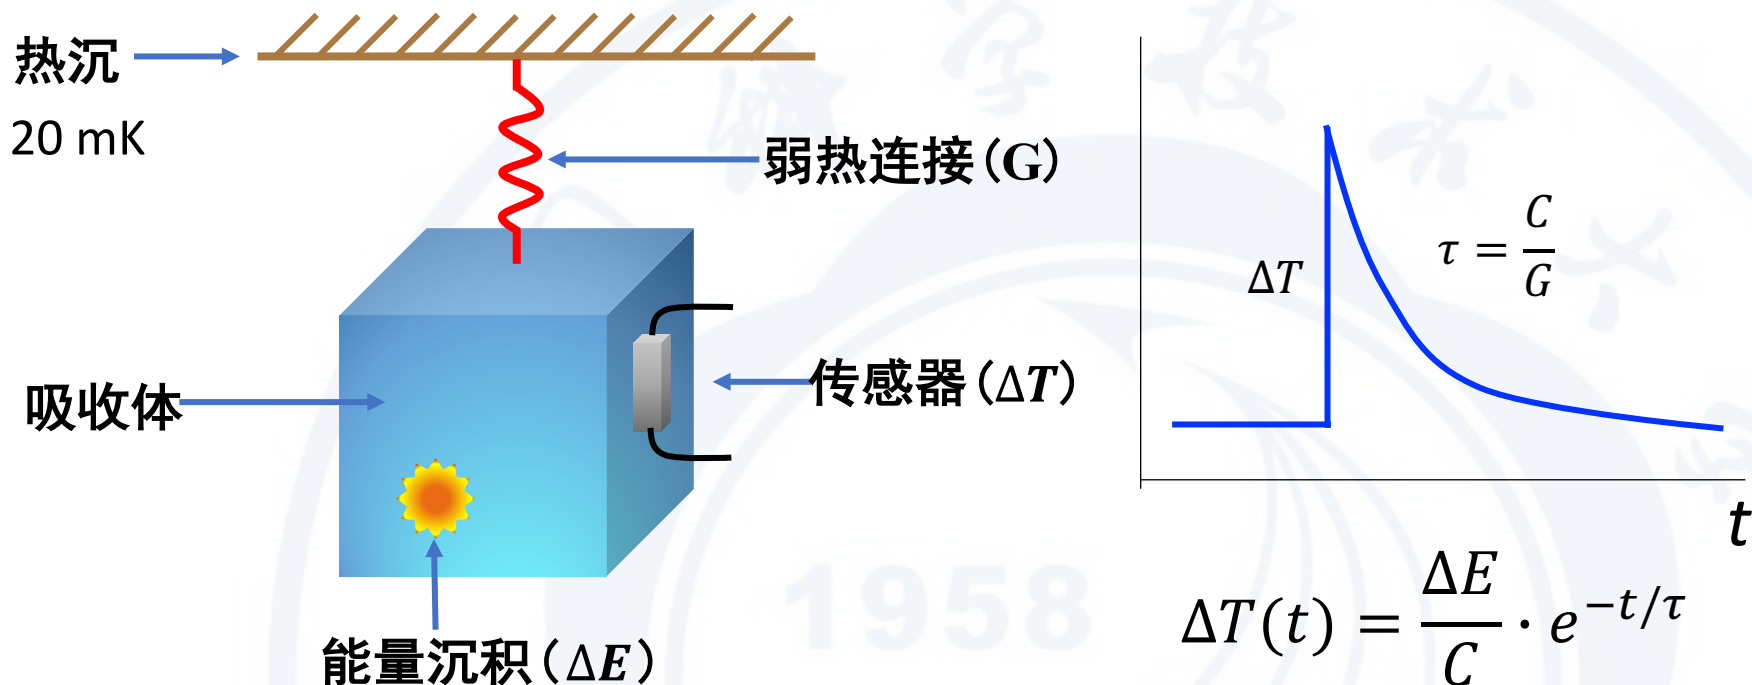 热沉
20 mK
弱热连接(G)
吸收体
传感器(ΔT)
能量沉积(ΔE)
ΔT
τ = C/G
t
ΔT(t) = ΔE/C · e^{−t/τ}
1958